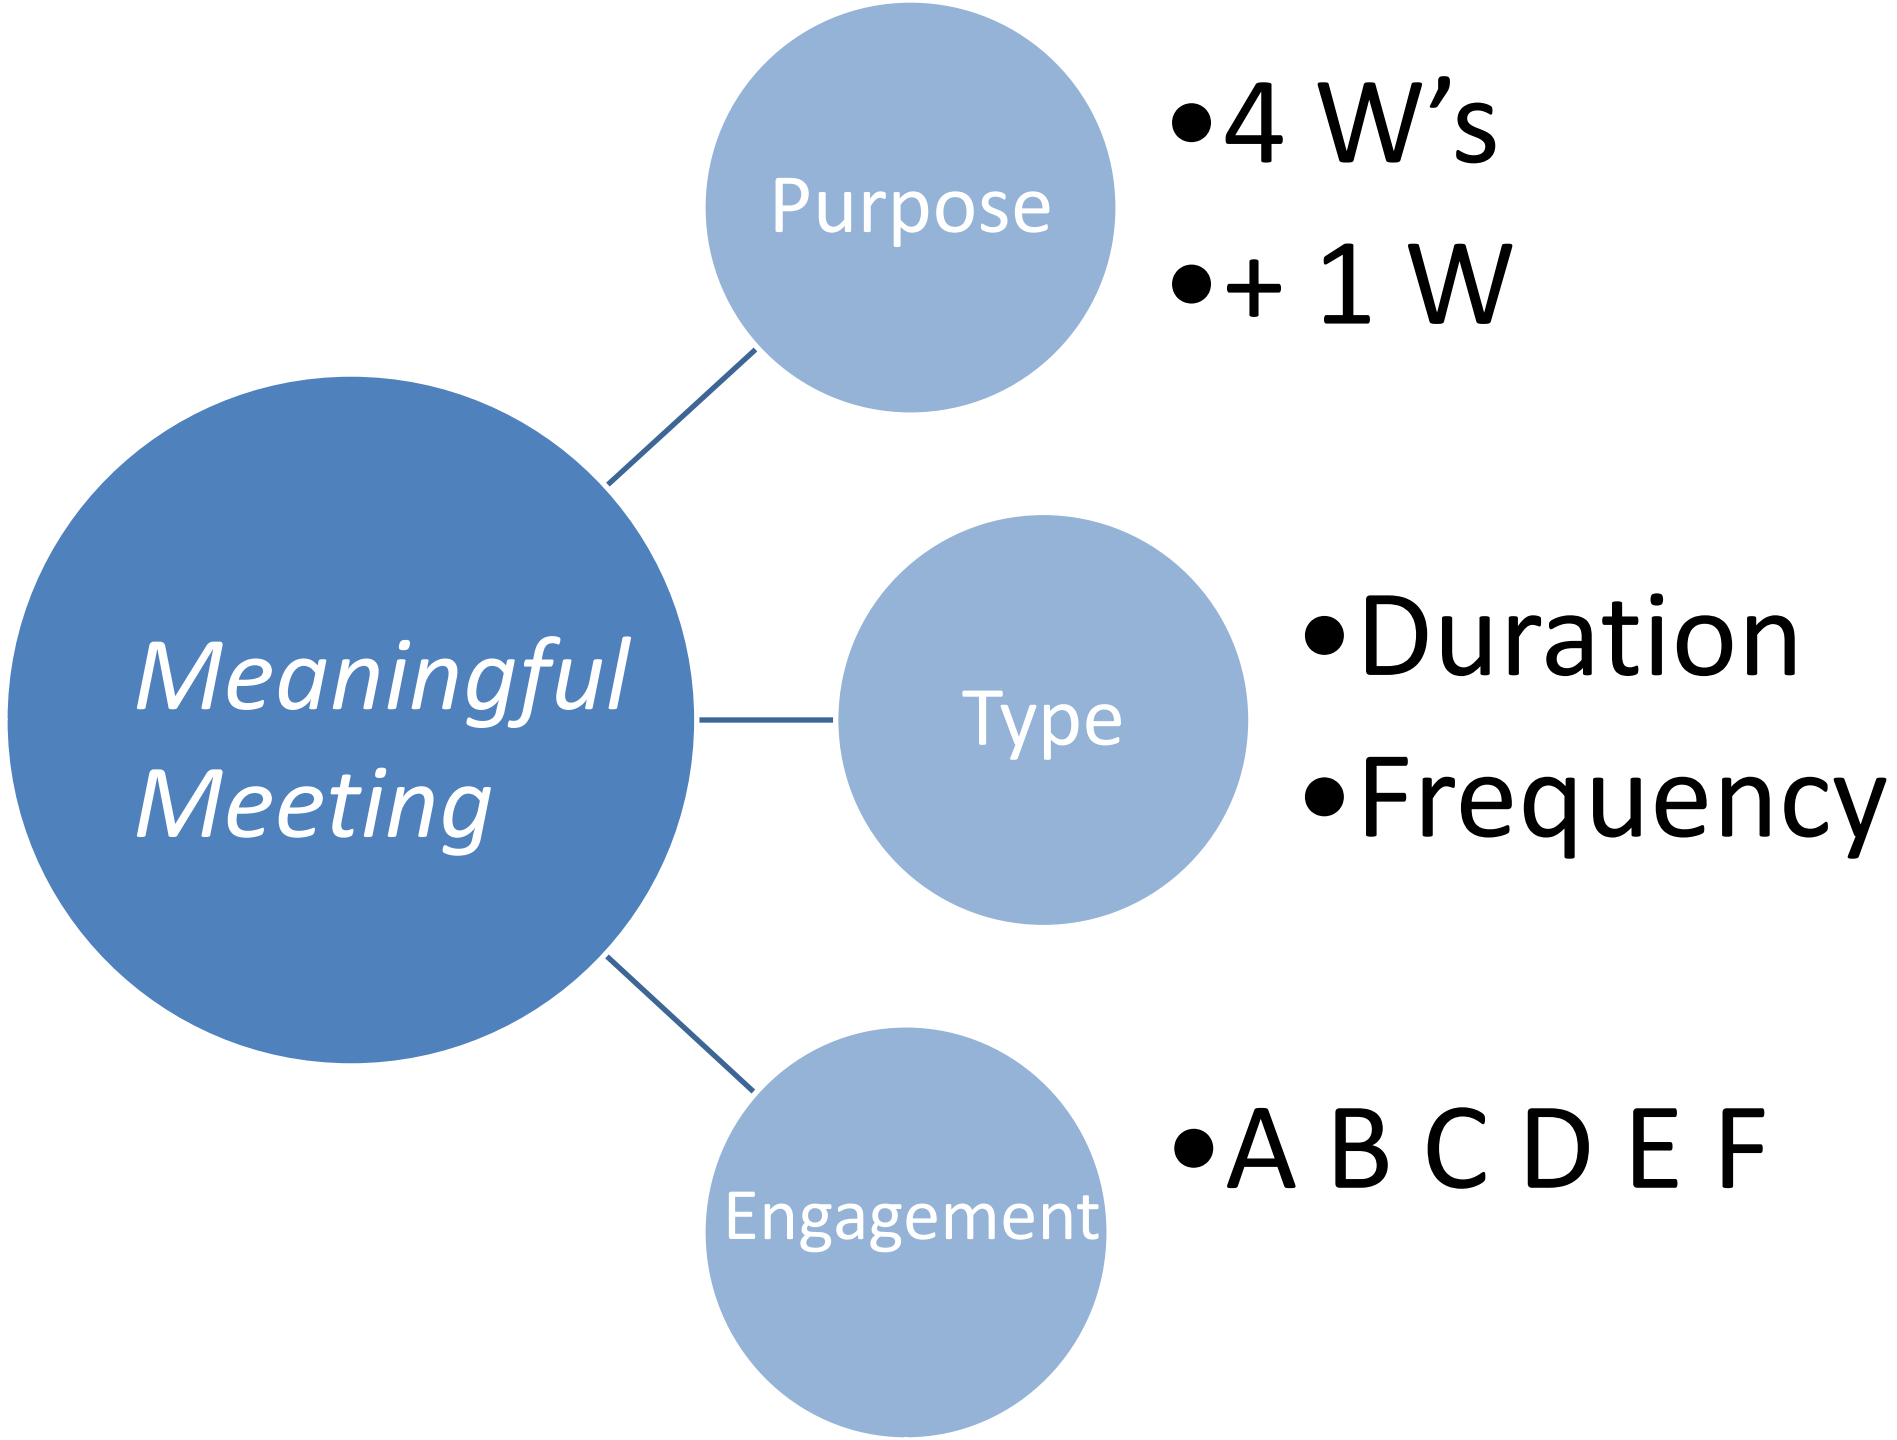 Meaningful
Meeting
Purpose
•4 W’s
•+ 1 W
Type
•Duration
•Frequency
Engagement
•A B C D E F